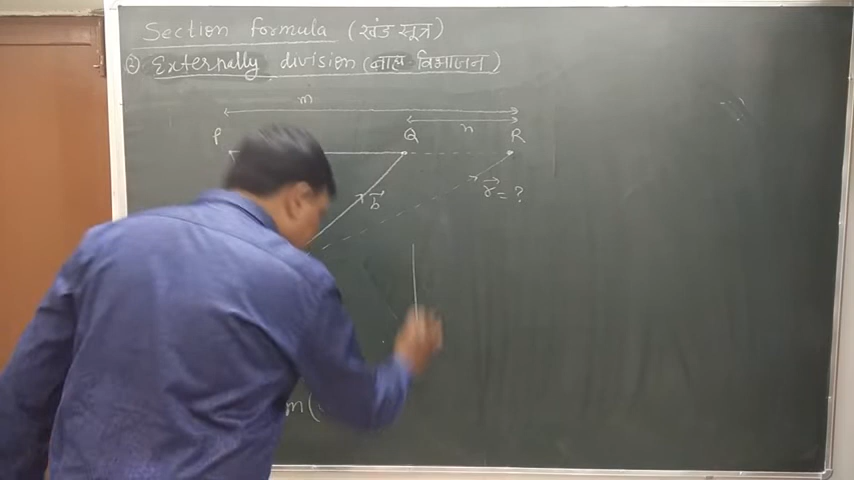 Section formula (खंड सूत्र)
② Externally division (बाह्य विभाजन)
m
n
P Q R
b⃗
r⃗ = ?
m(